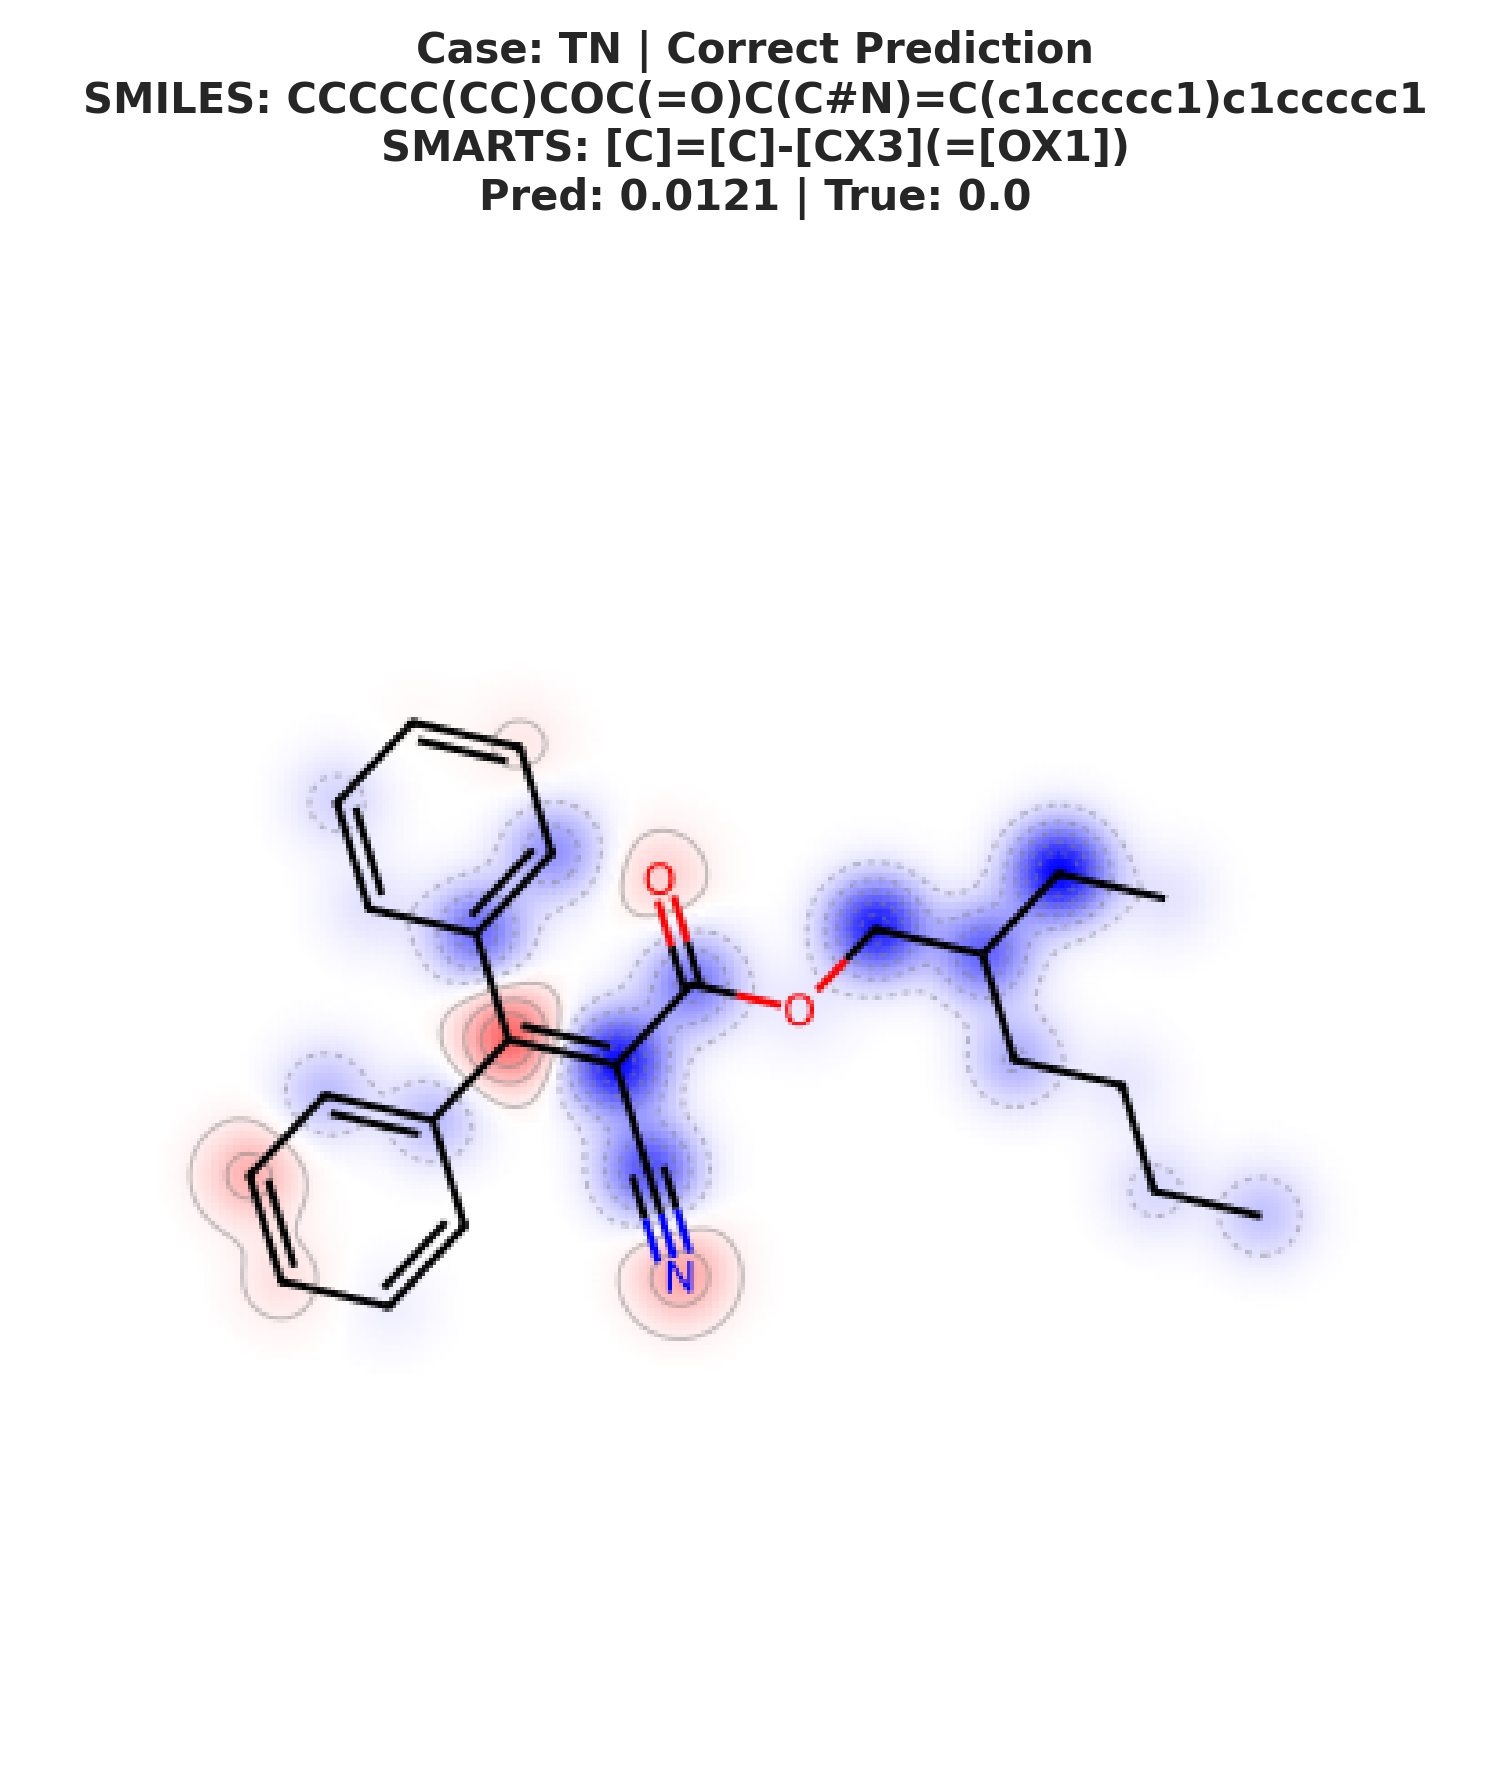 Case: TN | Correct Prediction
SMILES: CCCCC(CC)COC(=O)C(C#N)=C(c1ccccc1)c1ccccc1
SMARTS: [C]=[C]-[CX3](=[OX1])
Pred: 0.0121 | True: 0.0
O
O
N